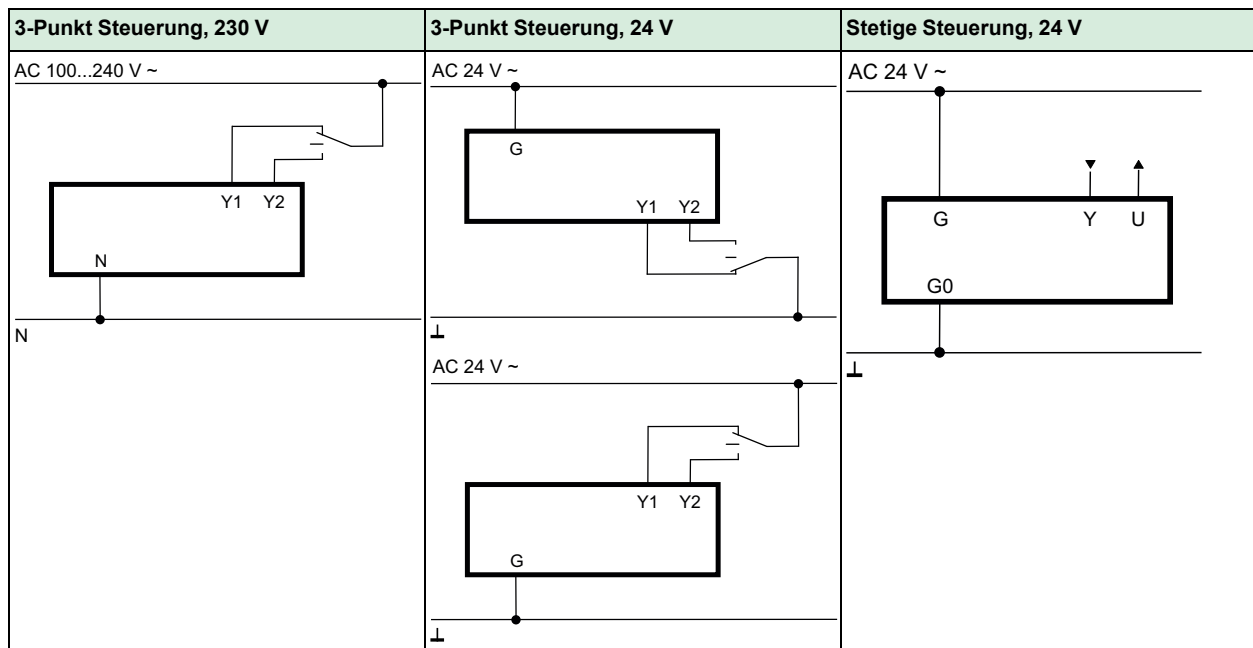 3-Punkt Steuerung, 230 V
3-Punkt Steuerung, 24 V
Stetige Steuerung, 24 V
AC 100...240 V ~
Y1 Y2
N
N
AC 24 V ~
G
Y1 Y2
⊥
AC 24 V ~
Y1 Y2
G
⊥
AC 24 V ~
G Y U
G0
⊥